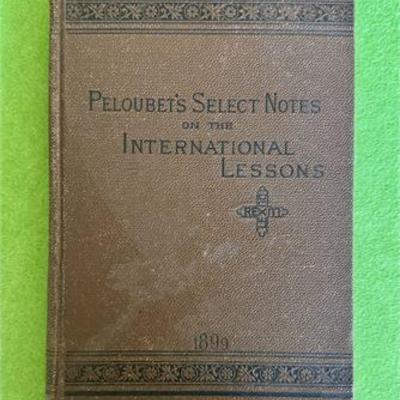 PELOUBET'S SELECT NOTES
ON THE
INTERNATIONAL
LESSONS
1899